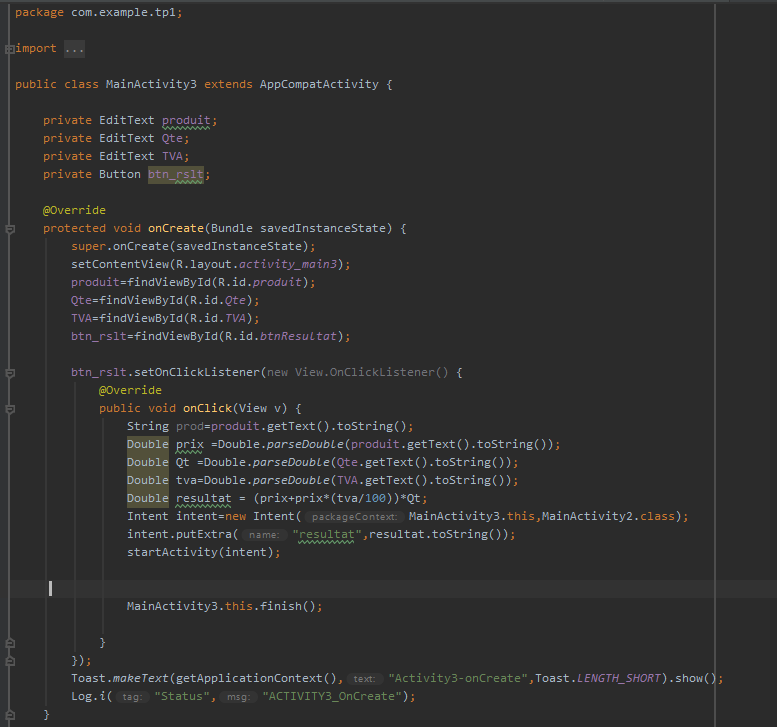 package com.example.tp1;
import ...
public class MainActivity3 extends AppCompatActivity {
private EditText produit;
private EditText Qte;
private EditText TVA;
private Button btn_rslt;
@Override
protected void onCreate(Bundle savedInstanceState) {
super.onCreate(savedInstanceState);
setContentView(R.layout.activity_main3);
produit=findViewById(R.id.produit);
Qte=findViewById(R.id.Qte);
TVA=findViewById(R.id.TVA);
btn_rslt=findViewById(R.id.btnResultat);
btn_rslt.setOnClickListener(new View.OnClickListener() {
@Override
public void onClick(View v) {
String prod=produit.getText().toString();
Double prix =Double.parseDouble(produit.getText().toString());
Double Qt =Double.parseDouble(Qte.getText().toString());
Double tva=Double.parseDouble(TVA.getText().toString());
Double resultat = (prix+prix*(tva/100))*Qt;
Intent intent=new Intent( packageContext: MainActivity3.this,MainActivity2.class);
intent.putExtra( name: "resultat",resultat.toString());
startActivity(intent);
MainActivity3.this.finish();
}
});
Toast.makeText(getApplicationContext(), text: "Activity3-onCreate",Toast.LENGTH_SHORT).show();
Log.i( tag: "Status", msg: "ACTIVITY3_OnCreate");
}